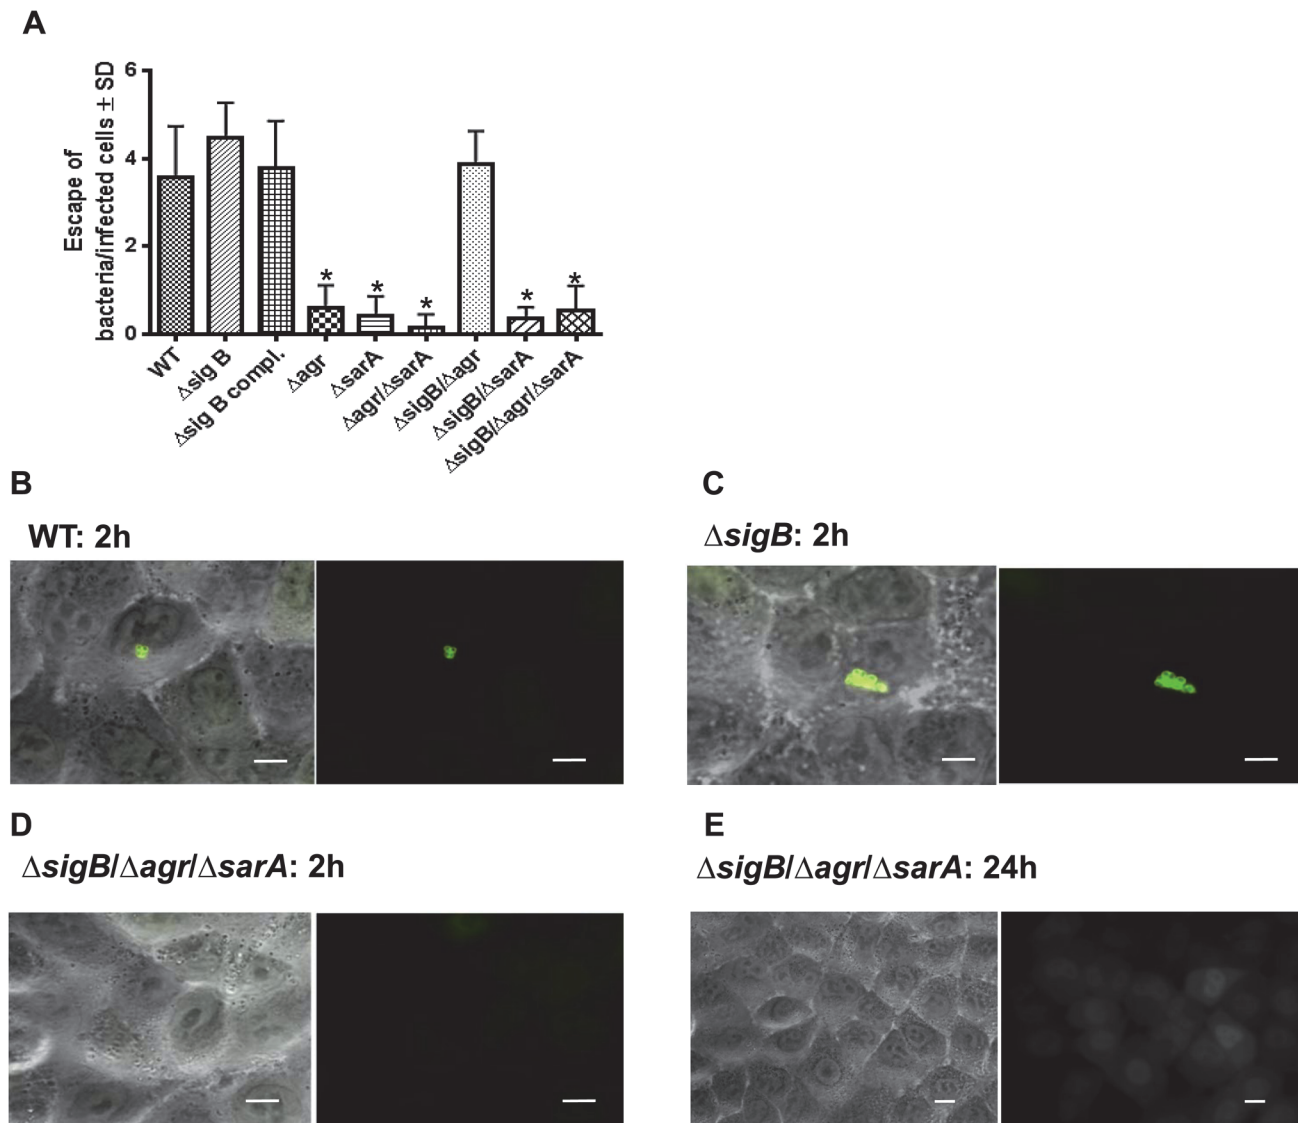 A
Escape of
bacteria/infected cells ± SD
6
4
2
0
*
*
*
*
*
WT
Δsig B
Δsig B compl.
Δagr
ΔsarA
Δagr/ΔsarA
ΔsigB/Δagr
ΔsigB/ΔsarA
ΔsigB/Δagr/ΔsarA
B
WT: 2h
C
ΔsigB: 2h
D
ΔsigB/Δagr/ΔsarA: 2h
E
ΔsigB/Δagr/ΔsarA: 24h